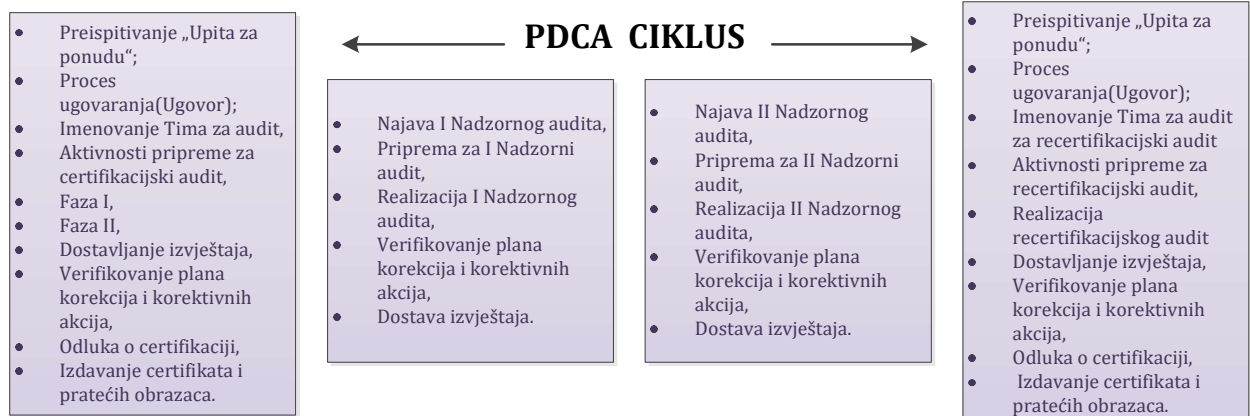 PDCA CIKLUS
• Preispitivanje „Upita za
ponudu“;
• Proces
ugovaranja(Ugovor);
• Imenovanje Tima za audit,
• Aktivnosti pripreme za
certifikacijski audit,
• Faza I,
• Faza II,
• Dostavljanje izvještaja,
• Verifikovanje plana
korekcija i korektivnih
akcija,
• Odluka o certifikaciji,
• Izdavanje certifikata i
pratećih obrazaca.
• Najava I Nadzornog audita,
• Priprema za I Nadzorni
audit,
• Realizacija I Nadzornog
audita,
• Verifikovanje plana
korekcija i korektivnih
akcija,
• Dostava izvještaja.
• Najava II Nadzornog
audita,
• Priprema za II Nadzorni
audit,
• Realizacija II Nadzornog
audita,
• Verifikovanje plana
korekcija i korektivnih
akcija,
• Dostava izvještaja.
• Preispitivanje „Upita za
ponudu“;
• Proces
ugovaranja(Ugovor);
• Imenovanje Tima za audit
za recertifikacijski audit
• Aktivnosti pripreme za
recertifikacijski audit,
• Realizacija
recertifikacijskog audit
• Dostavljanje izvještaja,
• Verifikovanje plana
korekcija i korektivnih
akcija,
• Odluka o certifikaciji,
• Izdavanje certifikata i
pratećih obrazaca.